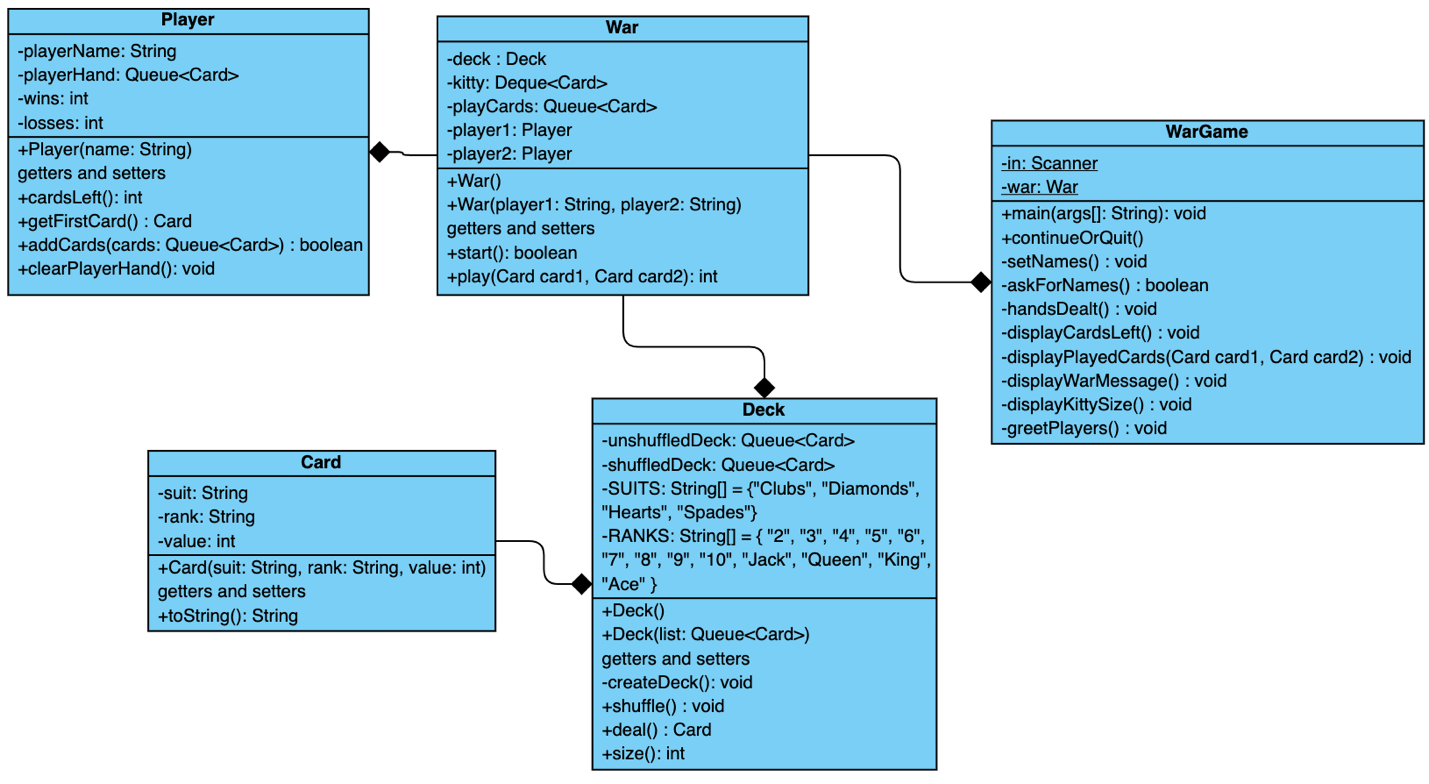 Player
-playerName: String
-playerHand: Queue<Card>
-wins: int
-losses: int
+Player(name: String)
getters and setters
+cardsLeft(): int
+getFirstCard() : Card
+addCards(cards: Queue<Card>) : boolean
+clearPlayerHand(): void
War
-deck : Deck
-kitty: Deque<Card>
-playCards: Queue<Card>
-player1: Player
-player2: Player
+War()
+War(player1: String, player2: String)
getters and setters
+start(): boolean
+play(Card card1, Card card2): int
WarGame
-in: Scanner
-war: War
+main(args[]: String): void
+continueOrQuit()
-setNames() : void
-askForNames() : boolean
-handsDealt() : void
-displayCardsLeft() : void
-displayPlayedCards(Card card1, Card card2) : void
-displayWarMessage() : void
-displayKittySize() : void
-greetPlayers() : void
Card
-suit: String
-rank: String
-value: int
+Card(suit: String, rank: String, value: int)
getters and setters
+toString(): String
Deck
-unshuffledDeck: Queue<Card>
-shuffledDeck: Queue<Card>
-SUITS: String[] = {"Clubs", "Diamonds",
"Hearts", "Spades"}
-RANKS: String[] = { "2", "3", "4", "5", "6",
"7", "8", "9", "10", "Jack", "Queen", "King",
"Ace" }
+Deck()
+Deck(list: Queue<Card>)
getters and setters
-createDeck(): void
+shuffle() : void
+deal() : Card
+size(): int